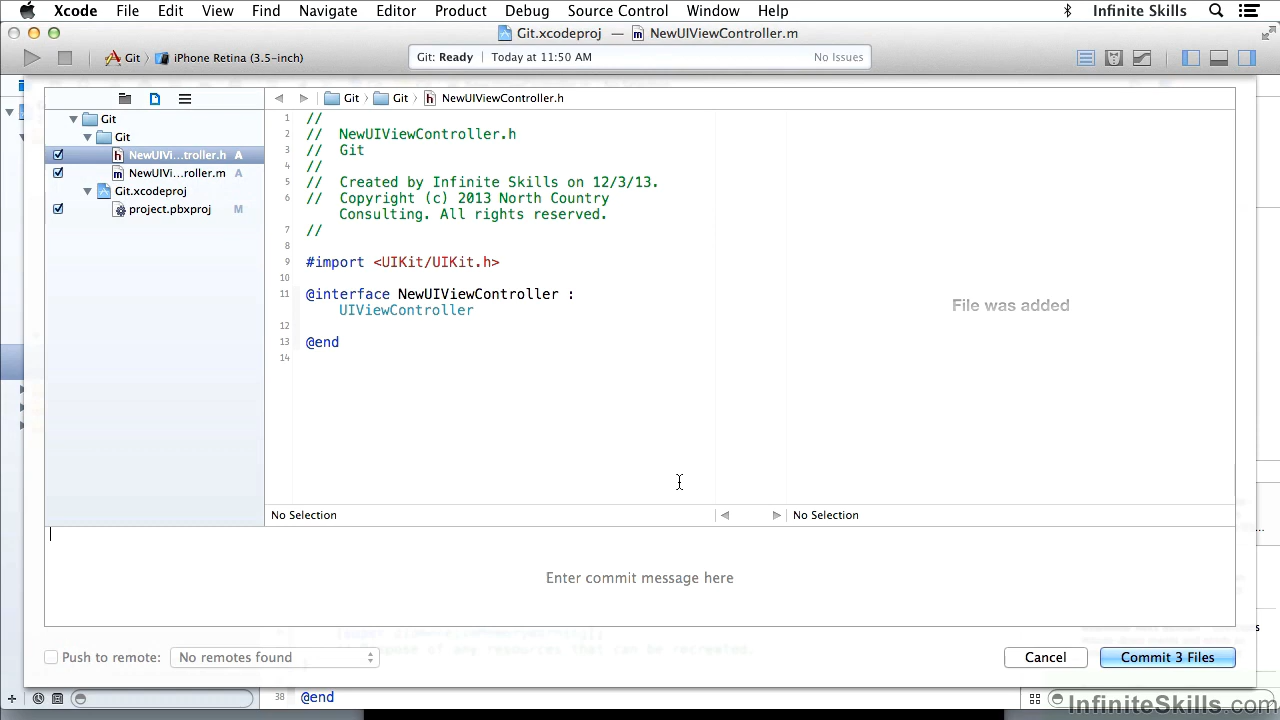 Xcode File Edit View Find Navigate Editor Product Debug Source Control Window Help Infinite Skills
Git.xcodeproj — NewUIViewController.m
Git iPhone Retina (3.5-inch) Git: Ready Today at 11:50 AM No Issues
Git Git NewUIViewController.h
Git
Git
NewUIVi...troller.h A
NewUIVi...roller.m A
Git.xcodeproj
project.pbxproj M
1 //
2 // NewUIViewController.h
3 // Git
4 //
5 // Created by Infinite Skills on 12/3/13.
6 // Copyright (c) 2013 North Country
Consulting. All rights reserved.
7 //
8
9 #import <UIKit/UIKit.h>
10
11 @interface NewUIViewController :
UIViewController
12
13 @end
14
File was added
No Selection No Selection
Enter commit message here
Push to remote: No remotes found Cancel Commit 3 Files
38 @end
InfiniteSkills.com